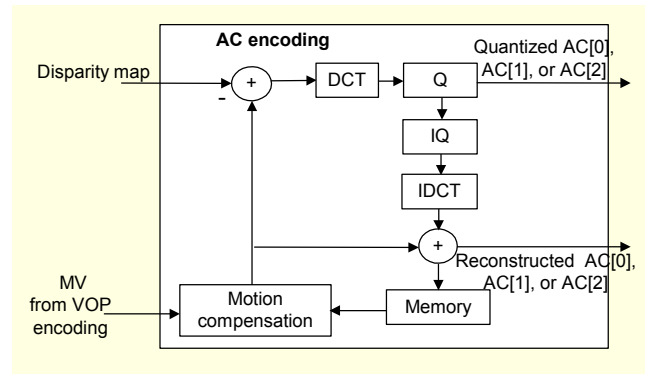 AC encoding
Quantized AC[0],
AC[1], or AC[2]
Disparity map
+
-
DCT
Q
IQ
IDCT
+
Reconstructed AC[0],
AC[1], or AC[2]
MV
from VOP
encoding
Motion
compensation
Memory